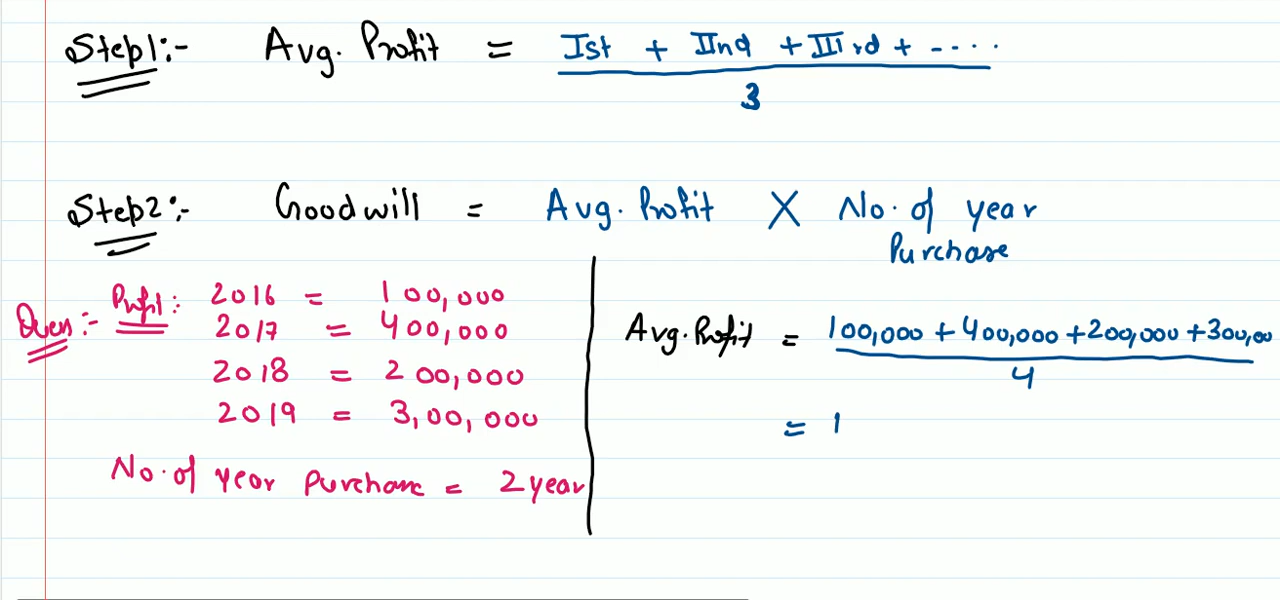 Step1:- Avg. Profit = Ist + IInd + IIIrd + ....
3
Step2:- Goodwill = Avg. Profit X No. of year
Purchase
Ques:- Profit: 2016 = 100,000
2017 = 400,000
2018 = 200,000
2019 = 3,00,000
No. of year purchase = 2 year
Avg. Profit = 100,000 + 400,000 + 200,000 + 300,00
4
= 1